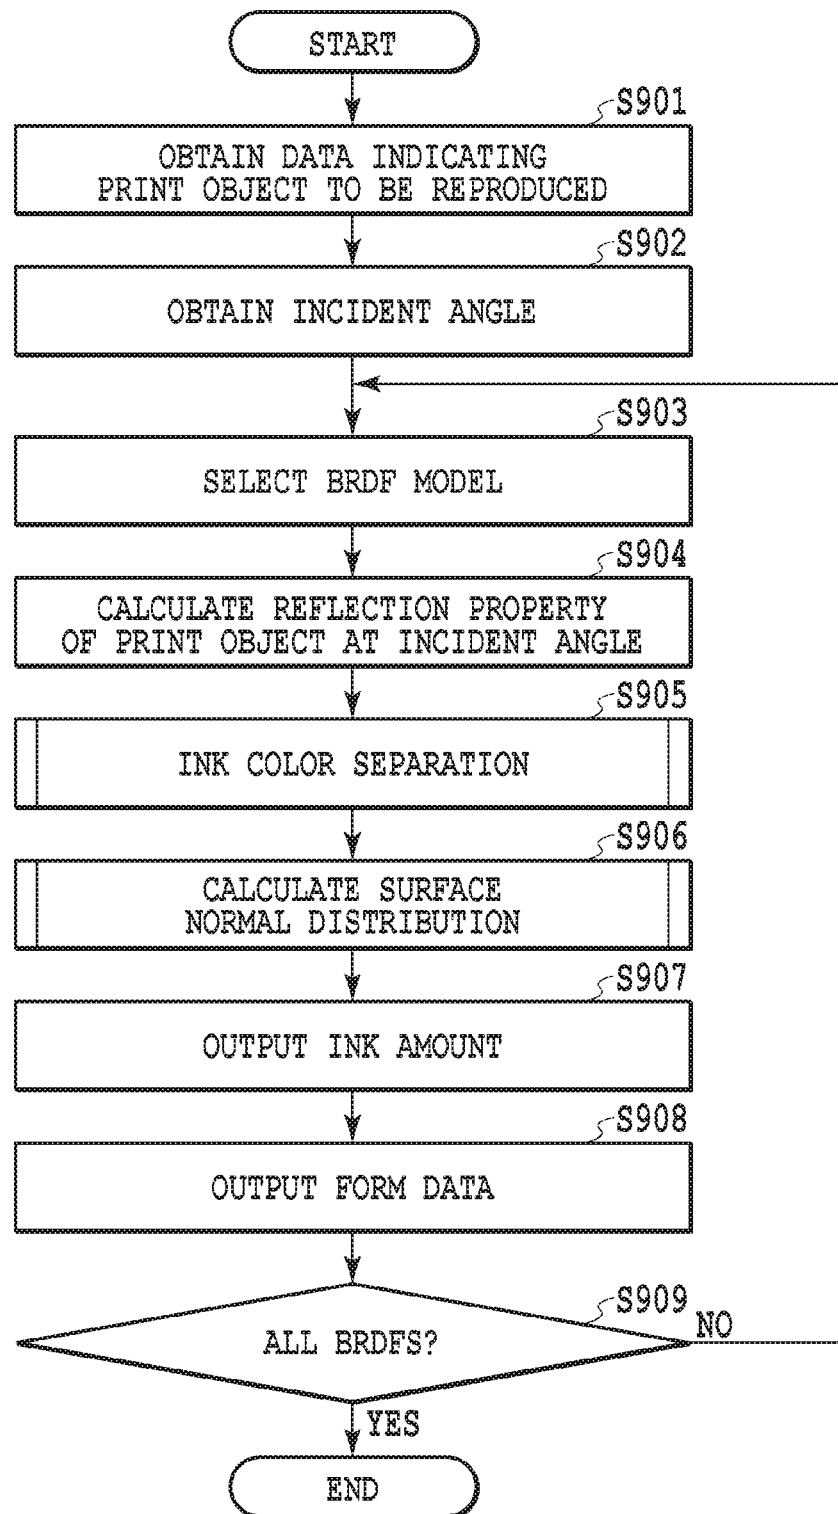 START
S901
OBTAIN DATA INDICATING
PRINT OBJECT TO BE REPRODUCED
S902
OBTAIN INCIDENT ANGLE
S903
SELECT BRDF MODEL
S904
CALCULATE REFLECTION PROPERTY
OF PRINT OBJECT AT INCIDENT ANGLE
S905
INK COLOR SEPARATION
S906
CALCULATE SURFACE
NORMAL DISTRIBUTION
S907
OUTPUT INK AMOUNT
S908
OUTPUT FORM DATA
S909
ALL BRDFS?
NO
YES
END